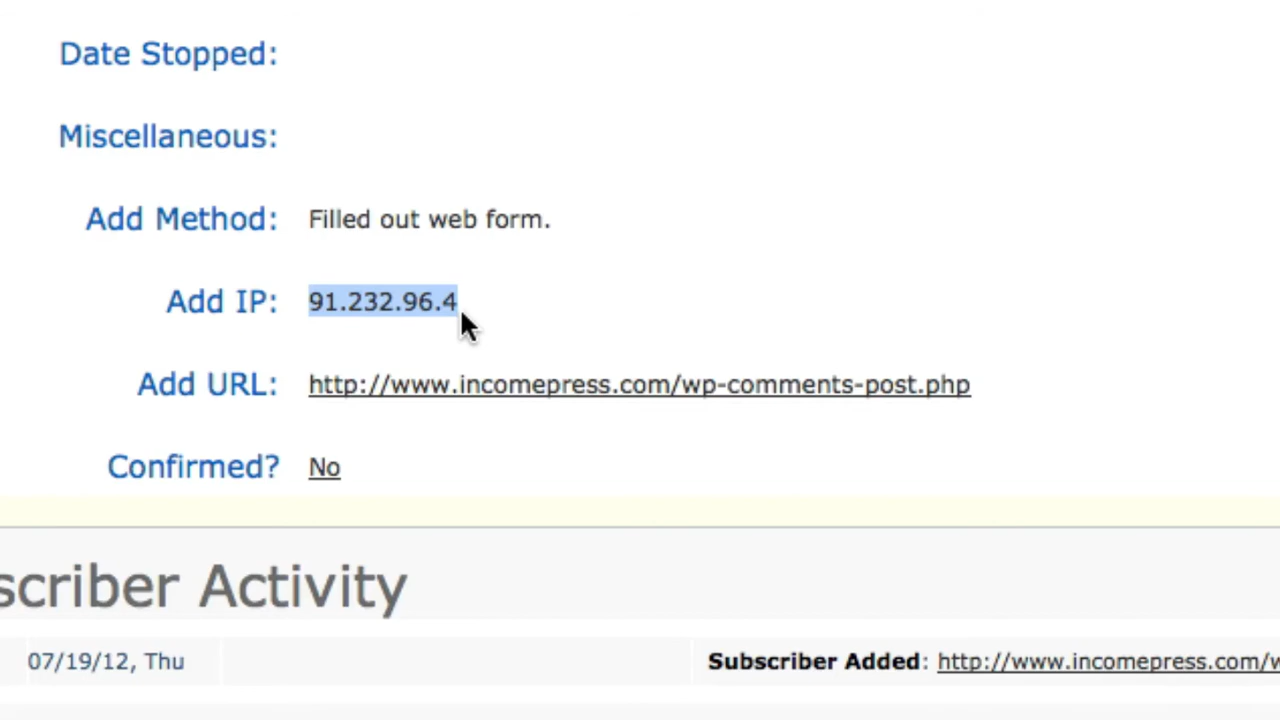 Date Stopped:
Miscellaneous:
Add Method: Filled out web form.
Add IP: 91.232.96.4
Add URL: http://www.incomepress.com/wp-comments-post.php
Confirmed? No
scriber Activity
07/19/12, Thu Subscriber Added: http://www.incomepress.com/w